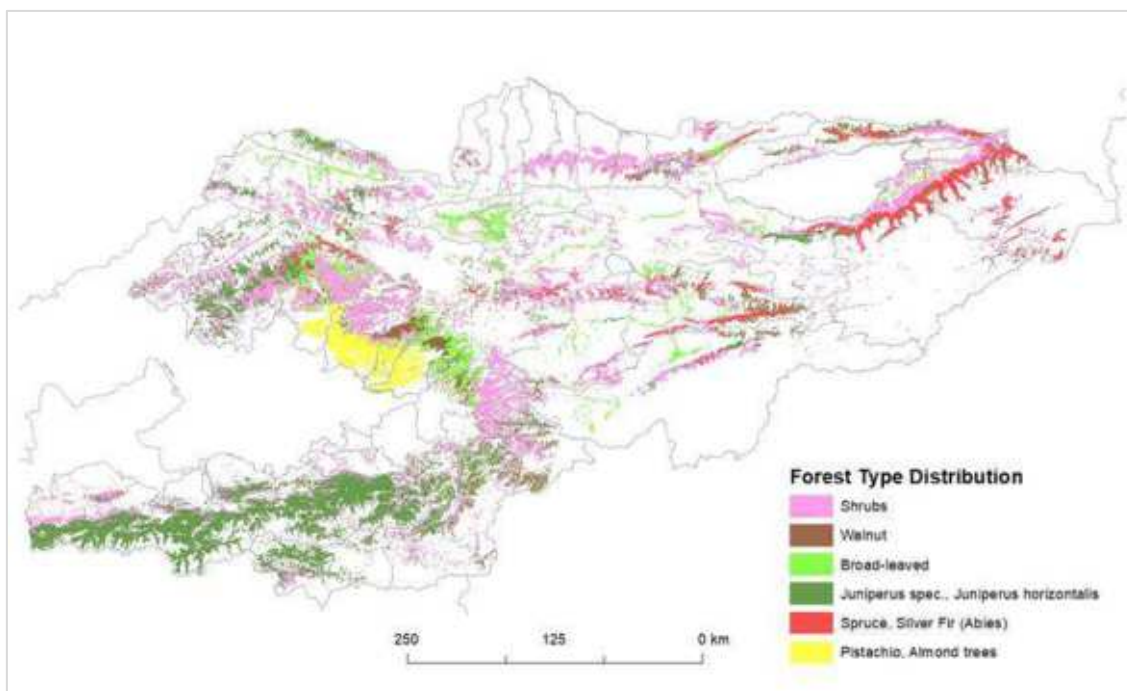 Forest Type Distribution
Shrubs
Walnut
Broad-leaved
Juniperus spec., Juniperus horizontalis
Spruce, Silver Fir (Abies)
Pistachio, Almond trees
250 125 0 km